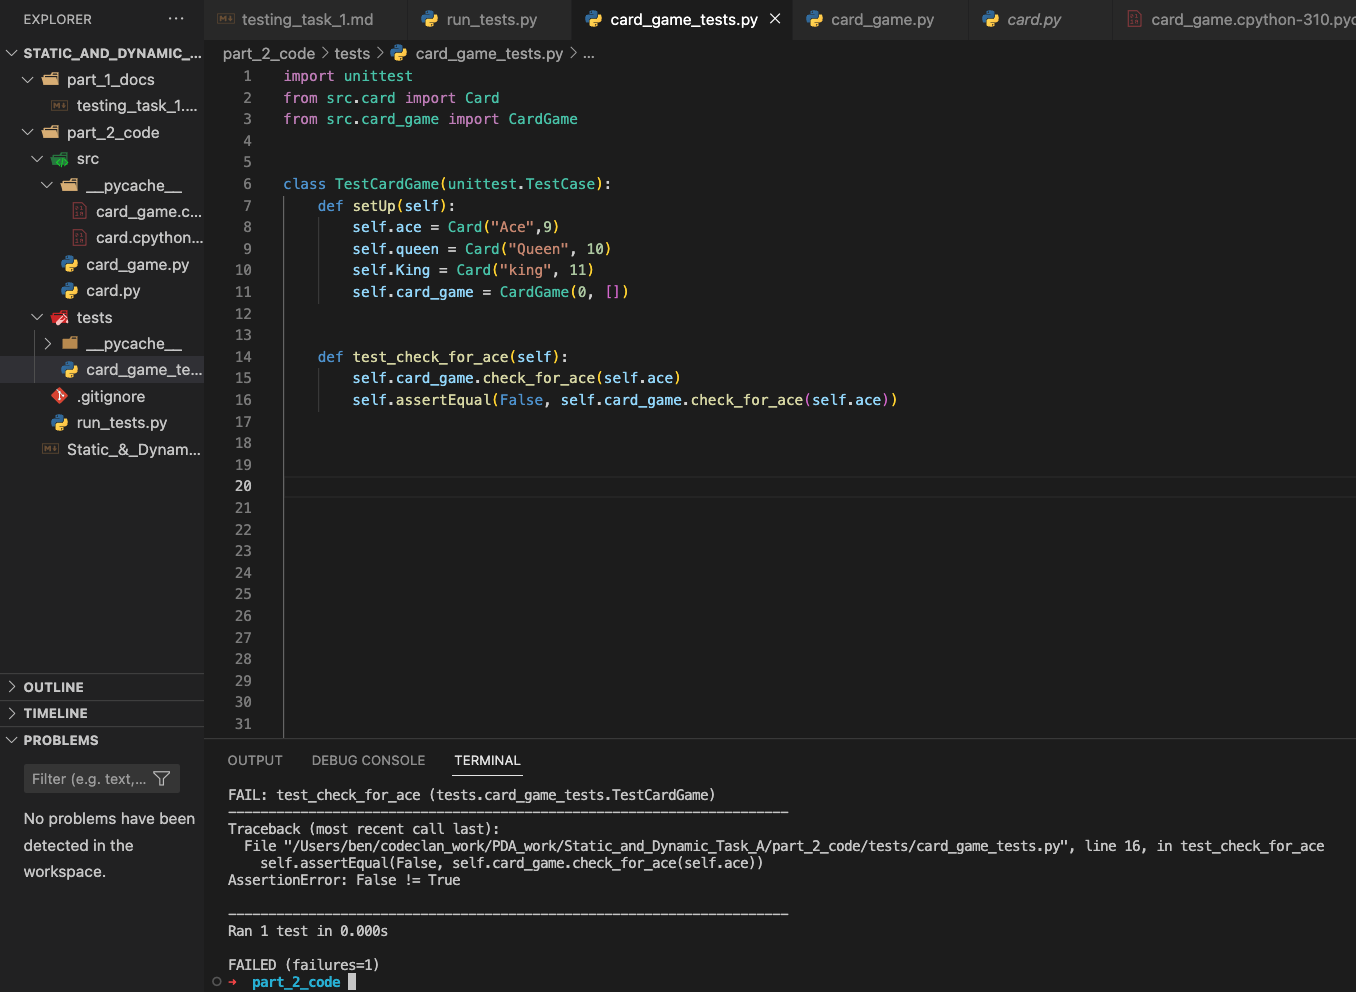 EXPLORER
STATIC_AND_DYNAMIC_...
part_1_docs
testing_task_1....
part_2_code
src
__pycache__
card_game.c...
card.cpython...
card_game.py
card.py
tests
__pycache__
card_game_te...
.gitignore
run_tests.py
Static_&_Dynam...
OUTLINE
TIMELINE
PROBLEMS
Filter (e.g. text,...
No problems have been
detected in the
workspace.
testing_task_1.md run_tests.py card_game_tests.py card_game.py card.py card_game.cpython-310.pyc
part_2_code > tests > card_game_tests.py > ...
1 import unittest
2 from src.card import Card
3 from src.card_game import CardGame
4
5
6 class TestCardGame(unittest.TestCase):
7 def setUp(self):
8 self.ace = Card("Ace",9)
9 self.queen = Card("Queen", 10)
10 self.King = Card("king", 11)
11 self.card_game = CardGame(0, [])
12
13
14 def test_check_for_ace(self):
15 self.card_game.check_for_ace(self.ace)
16 self.assertEqual(False, self.card_game.check_for_ace(self.ace))
17
18
19
20
21
22
23
24
25
26
27
28
29
30
31
OUTPUT DEBUG CONSOLE TERMINAL
FAIL: test_check_for_ace (tests.card_game_tests.TestCardGame)
----------------------------------------------------------------------
Traceback (most recent call last):
File "/Users/ben/codeclan_work/PDA_work/Static_and_Dynamic_Task_A/part_2_code/tests/card_game_tests.py", line 16, in test_check_for_ace
self.assertEqual(False, self.card_game.check_for_ace(self.ace))
AssertionError: False != True
----------------------------------------------------------------------
Ran 1 test in 0.000s
FAILED (failures=1)
➜ part_2_code